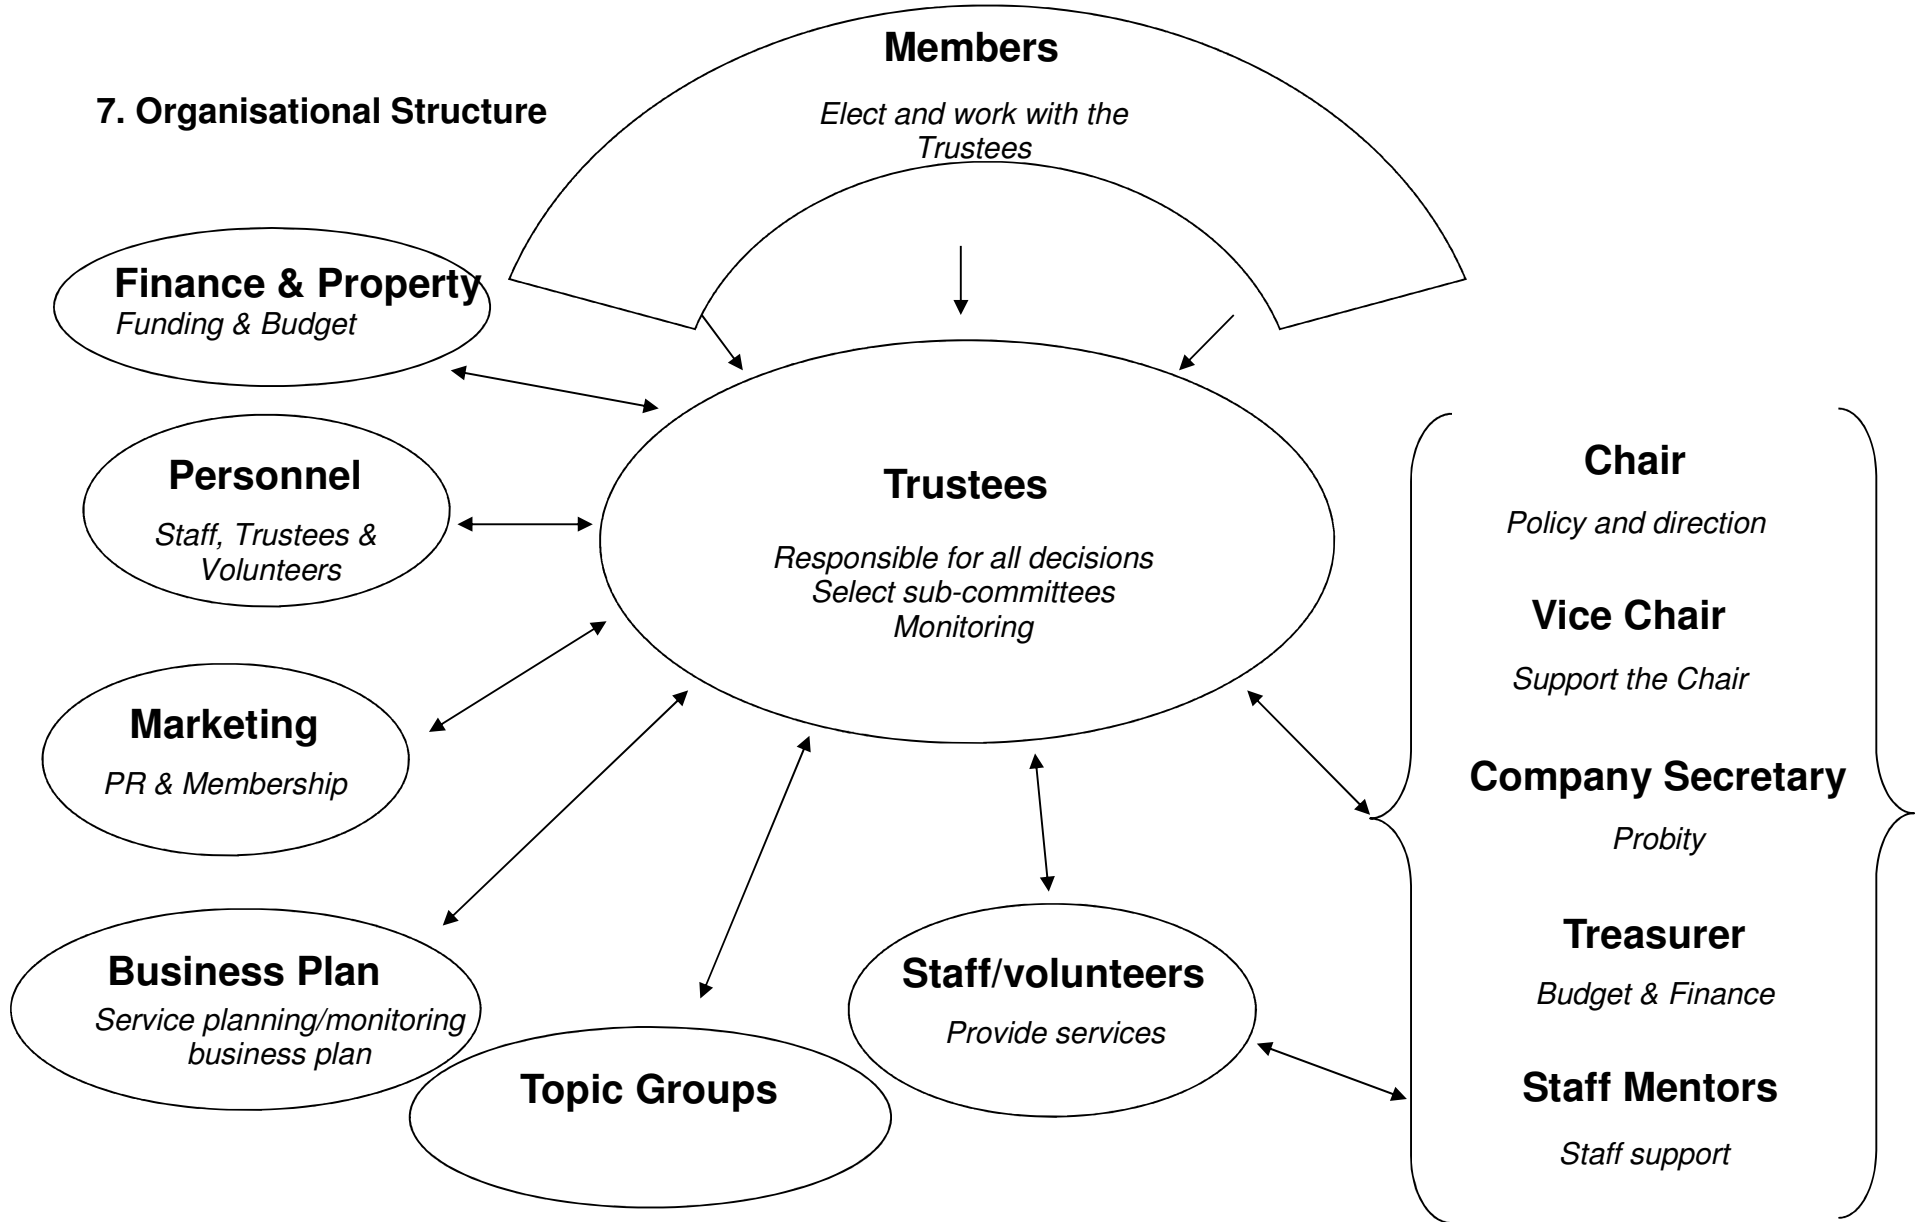 7. Organisational Structure
Members
Elect and work with the
Trustees
Finance & Property
Funding & Budget
Personnel
Staff, Trustees &
Volunteers
Marketing
PR & Membership
Business Plan
Service planning/monitoring
business plan
Topic Groups
Trustees
Responsible for all decisions
Select sub-committees
Monitoring
Staff/volunteers
Provide services
Chair
Policy and direction
Vice Chair
Support the Chair
Company Secretary
Probity
Treasurer
Budget & Finance
Staff Mentors
Staff support